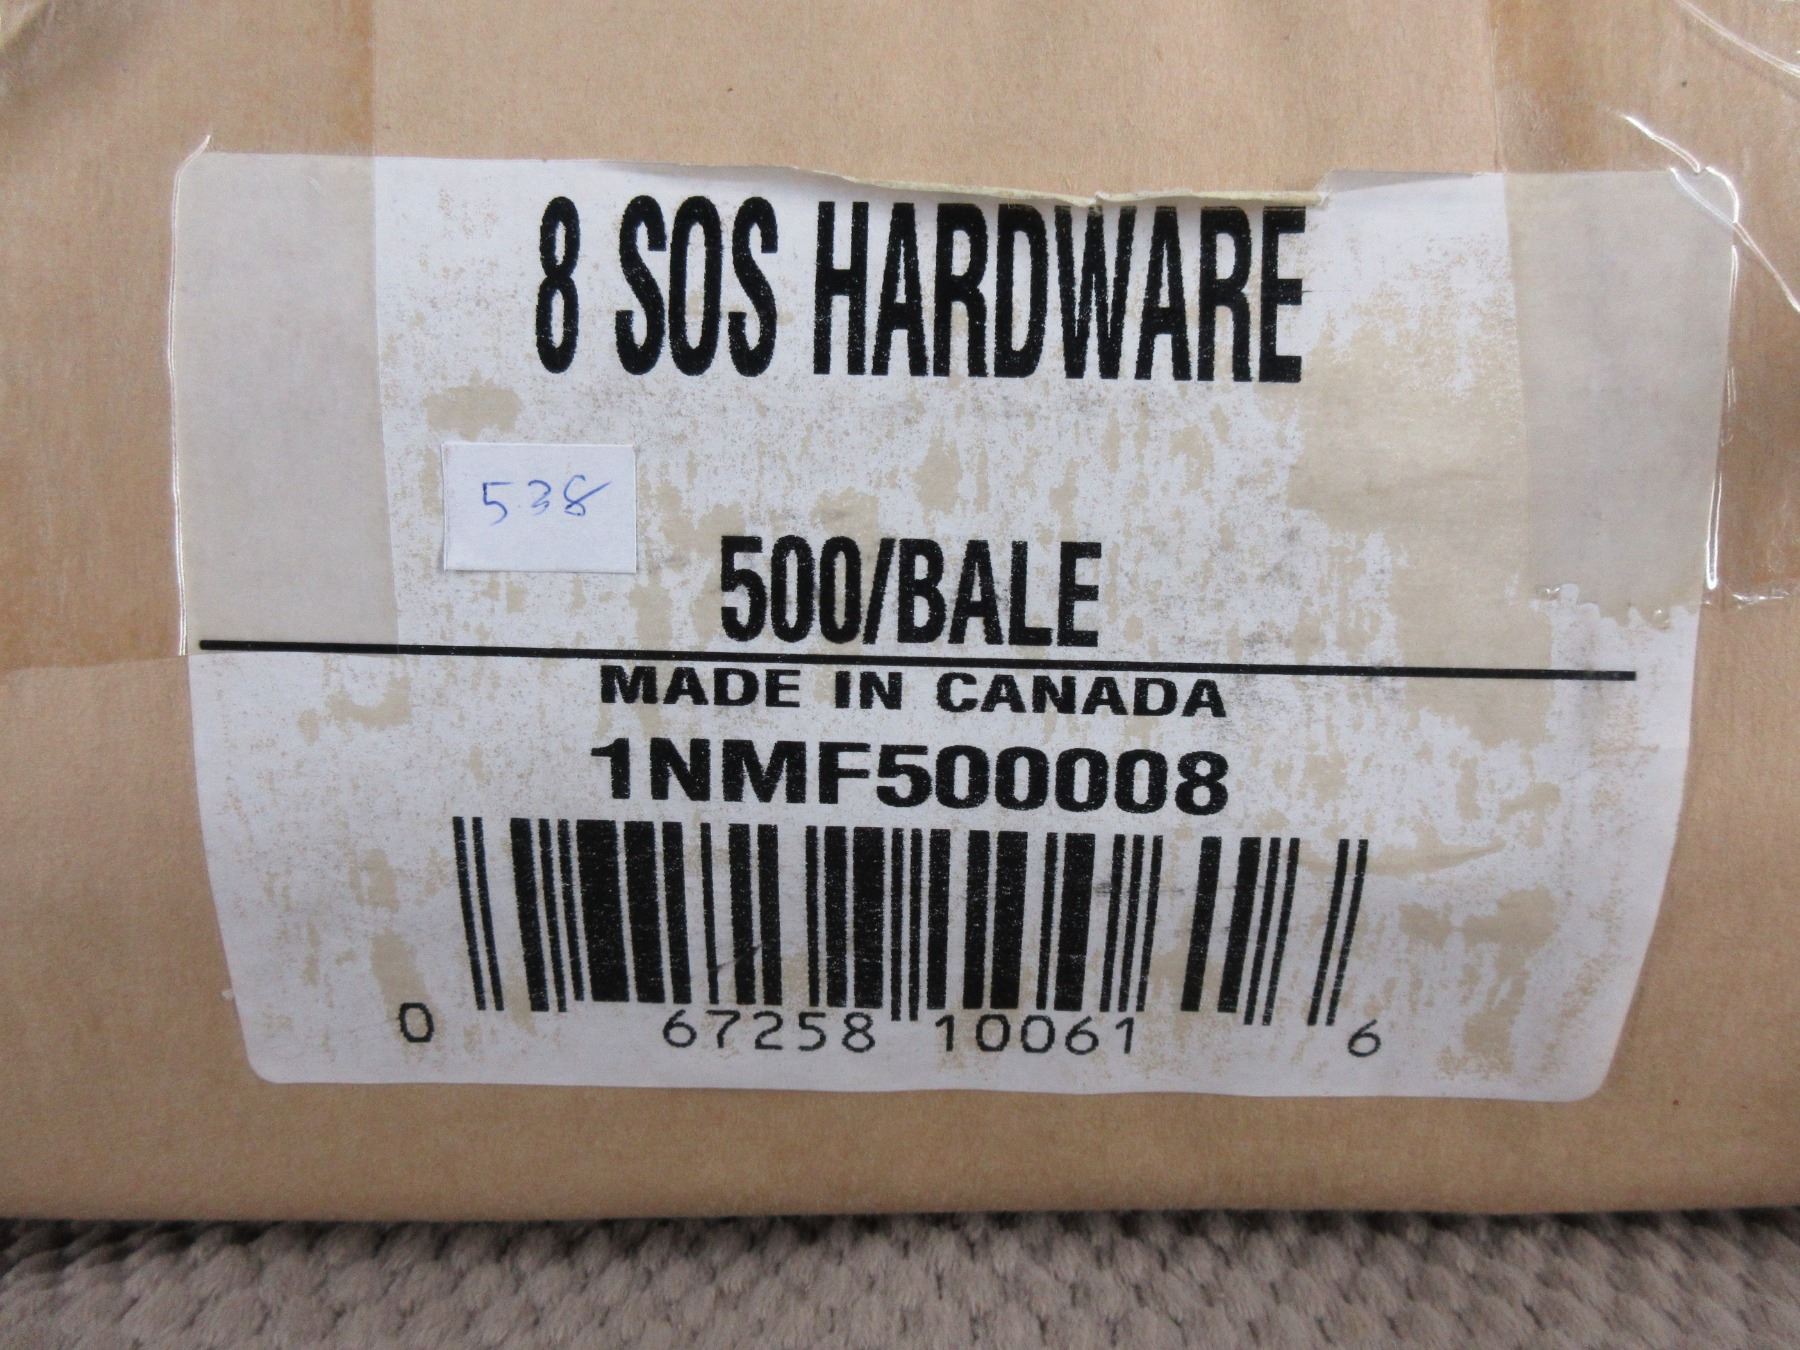 8 SOS HARDWARE
538
500/BALE
MADE IN CANADA
1NMF500008
0 67258 10061 6